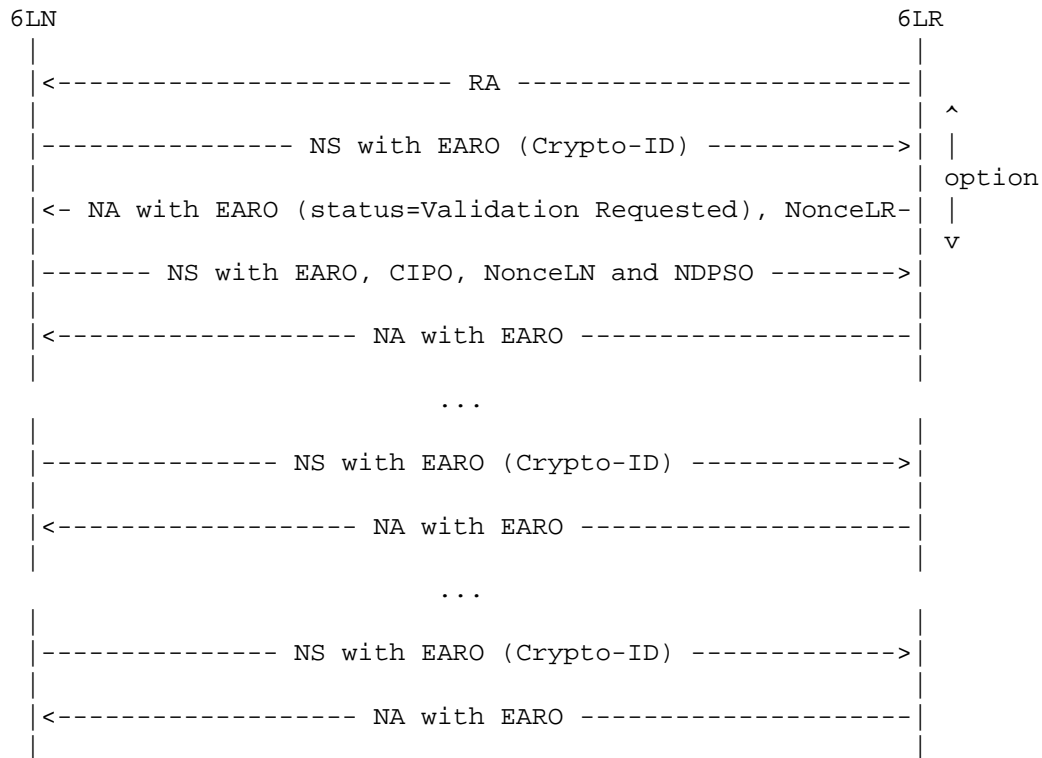 6LN 6LR
RA
^
NS with EARO (Crypto-ID) |
option
NA with EARO (status=Validation Requested), NonceLR |
v
NS with EARO, CIPO, NonceLN and NDPSO
NA with EARO
...
NS with EARO (Crypto-ID)
NA with EARO
...
NS with EARO (Crypto-ID)
NA with EARO